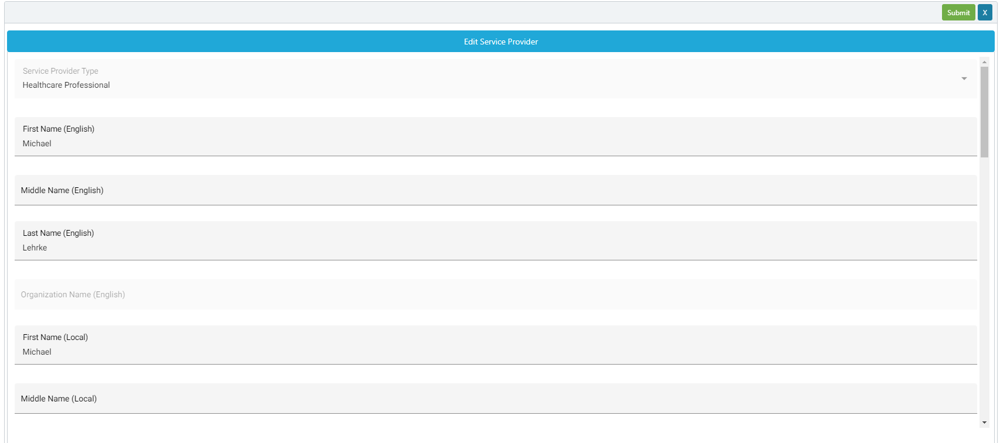 Submit X
Edit Service Provider
Service Provider Type
Healthcare Professional
First Name (English)
Michael
Middle Name (English)
Last Name (English)
Lehrke
Organization Name (English)
First Name (Local)
Michael
Middle Name (Local)